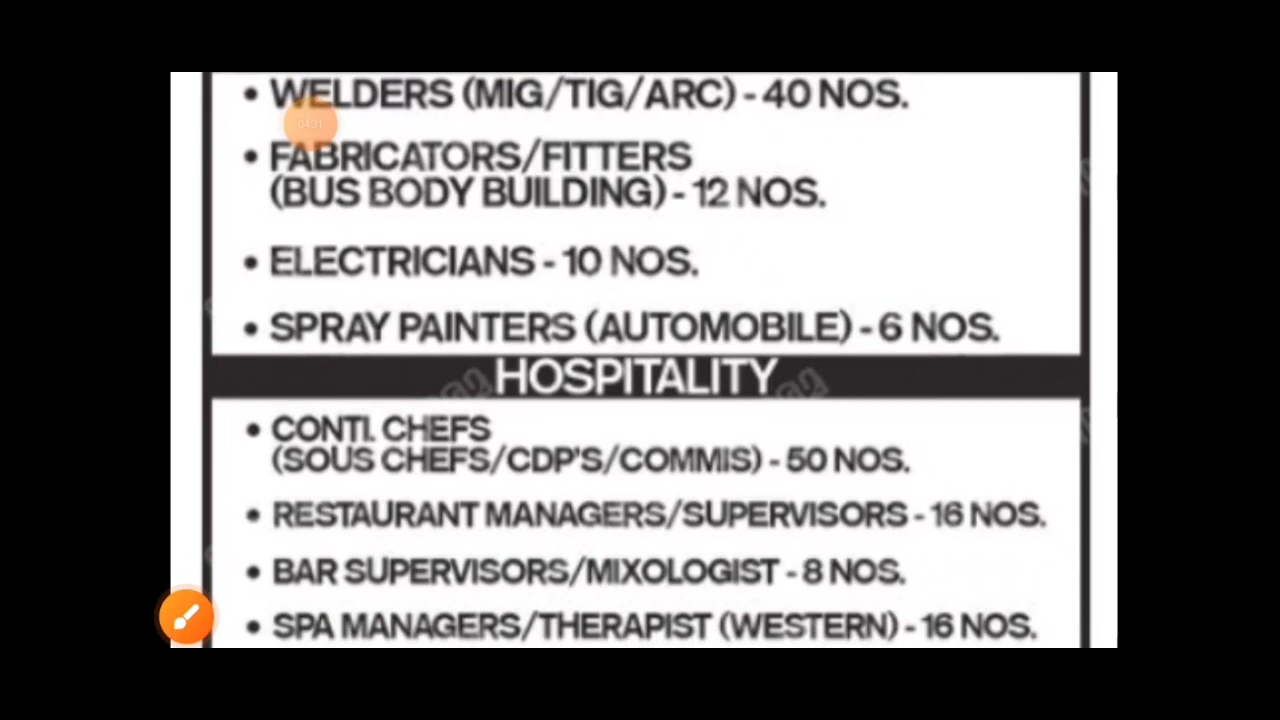 • WELDERS (MIG/TIG/ARC) - 40 NOS.
04:31
• FABRICATORS/FITTERS
(BUS BODY BUILDING) - 12 NOS.
• ELECTRICIANS - 10 NOS.
• SPRAY PAINTERS (AUTOMOBILE) - 6 NOS.
HOSPITALITY
• CONTI. CHEFS
(SOUS CHEFS/CDP'S/COMMIS) - 50 NOS.
• RESTAURANT MANAGERS/SUPERVISORS - 16 NOS.
• BAR SUPERVISORS/MIXOLOGIST - 8 NOS.
• SPA MANAGERS/THERAPIST (WESTERN) - 16 NOS.